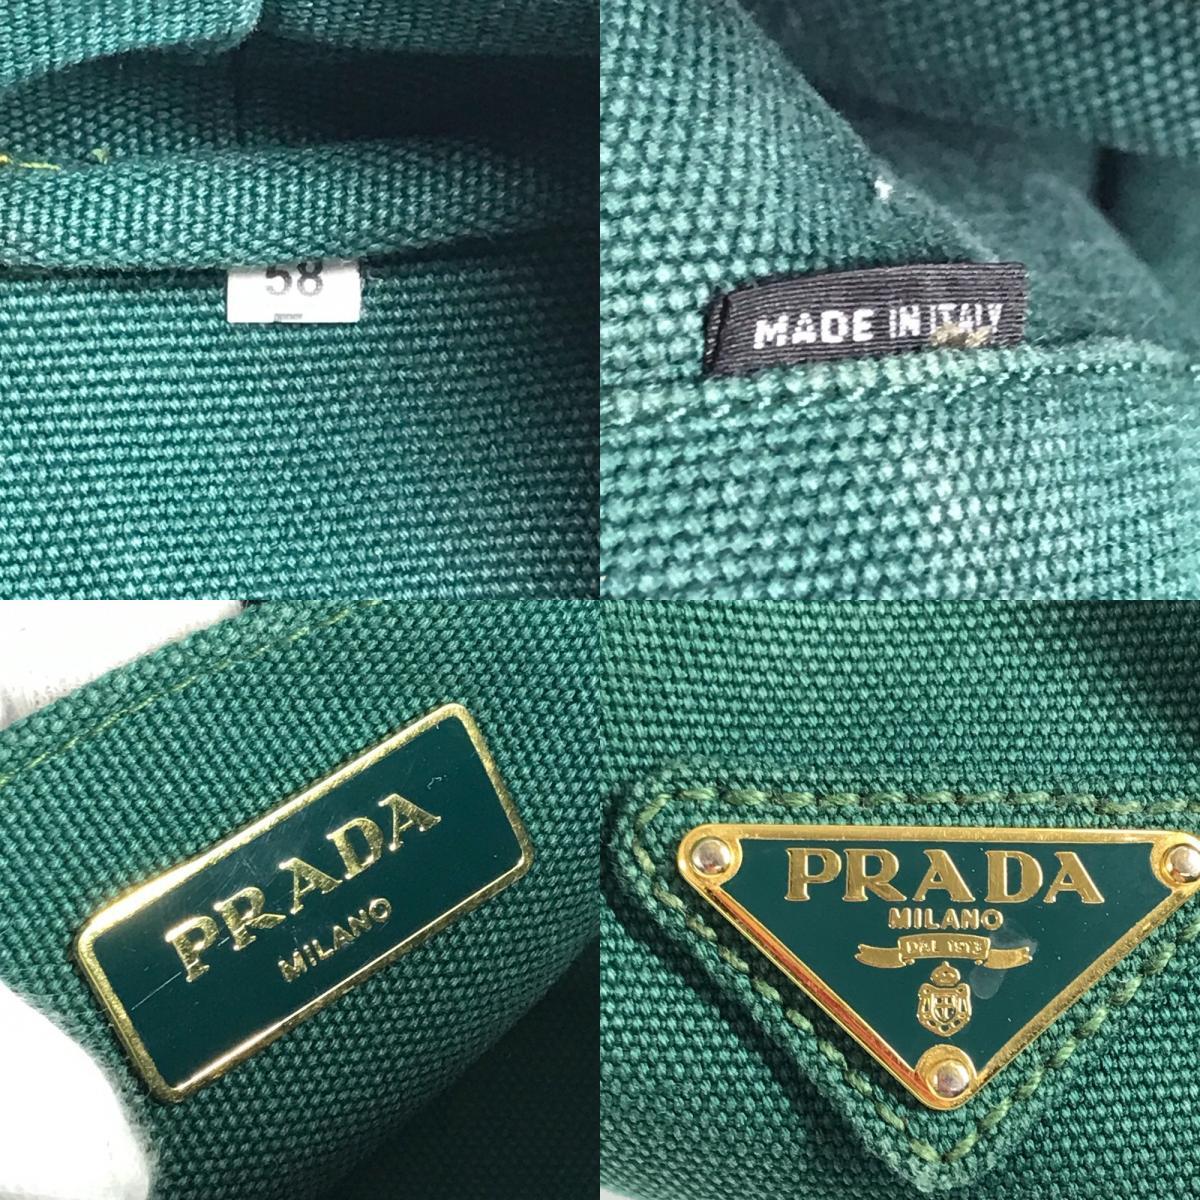 58
MADE IN ITALY
PRADA
MILANO
PRADA
MILANO
DAL 1913